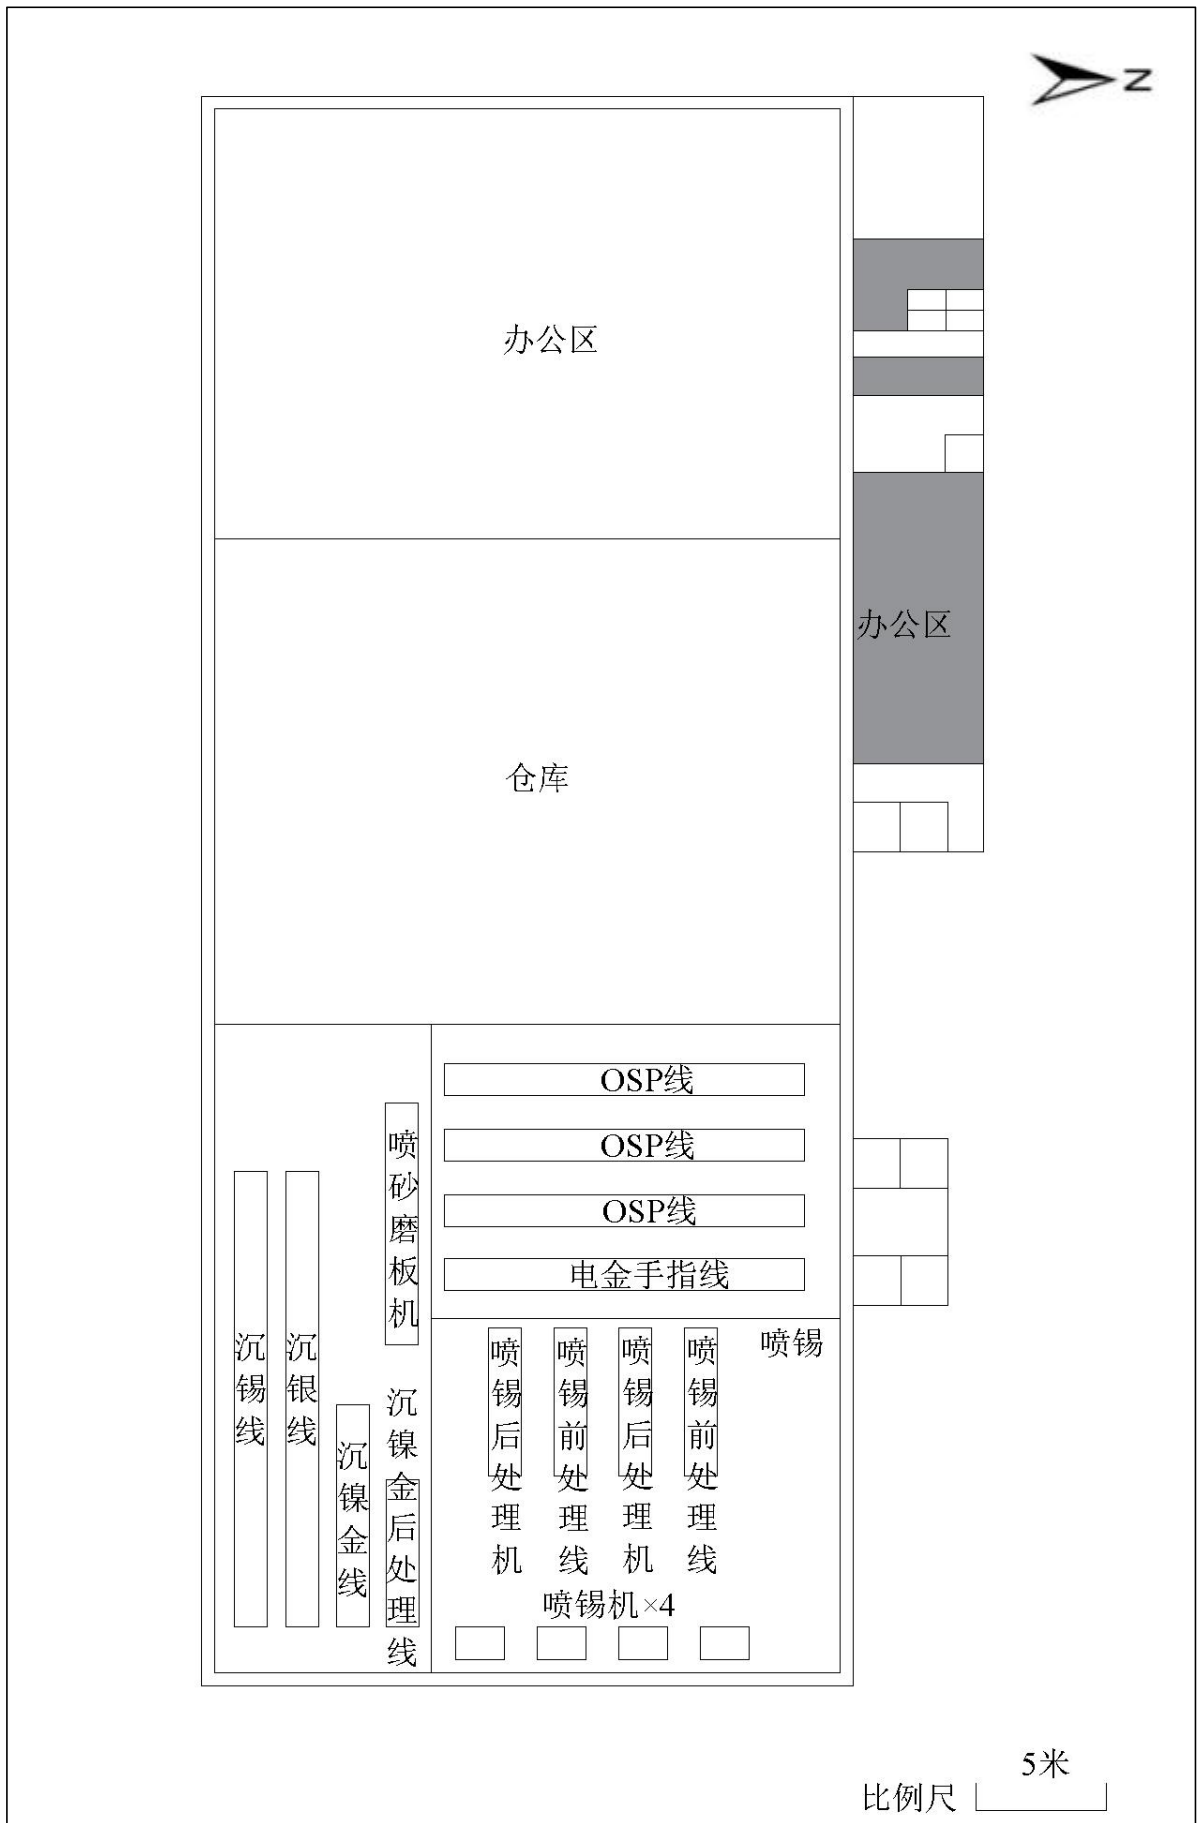 N
办公区
办公区
仓库
OSP线
OSP线
OSP线
电金手指线
喷砂磨板机
沉锡线
沉银线
沉镍金线
沉镍金后处理线
喷锡后处理机
喷锡前处理线
喷锡后处理机
喷锡前处理线
喷锡
喷锡机×4
5米
比例尺